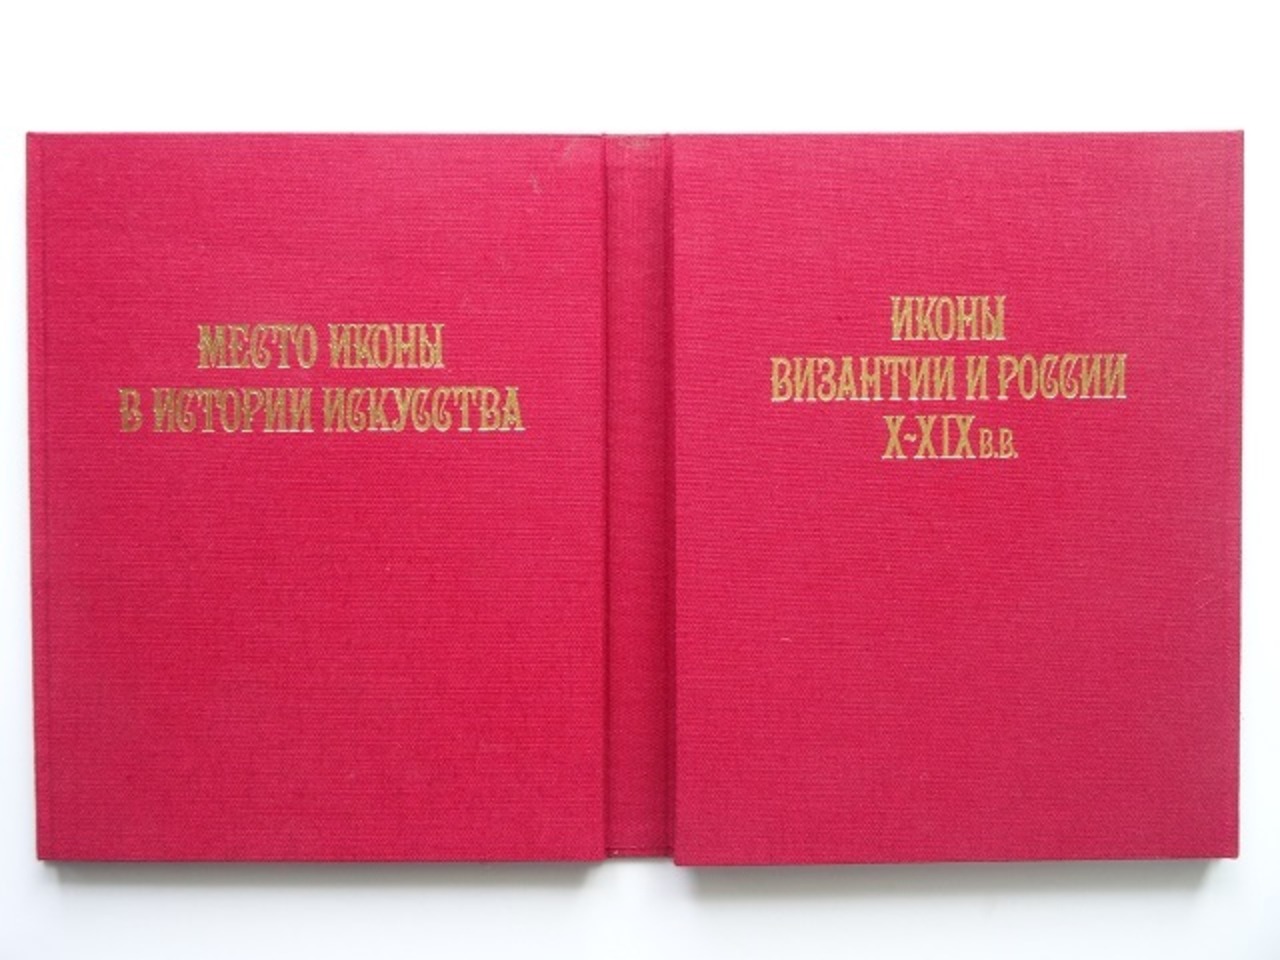 МЕСТО ИКОНЫ
В ИСТОРИИ ИСКУССТВА
ИКОНЫ
ВИЗАНТИИ И РОССИИ
X~XIX В.В.